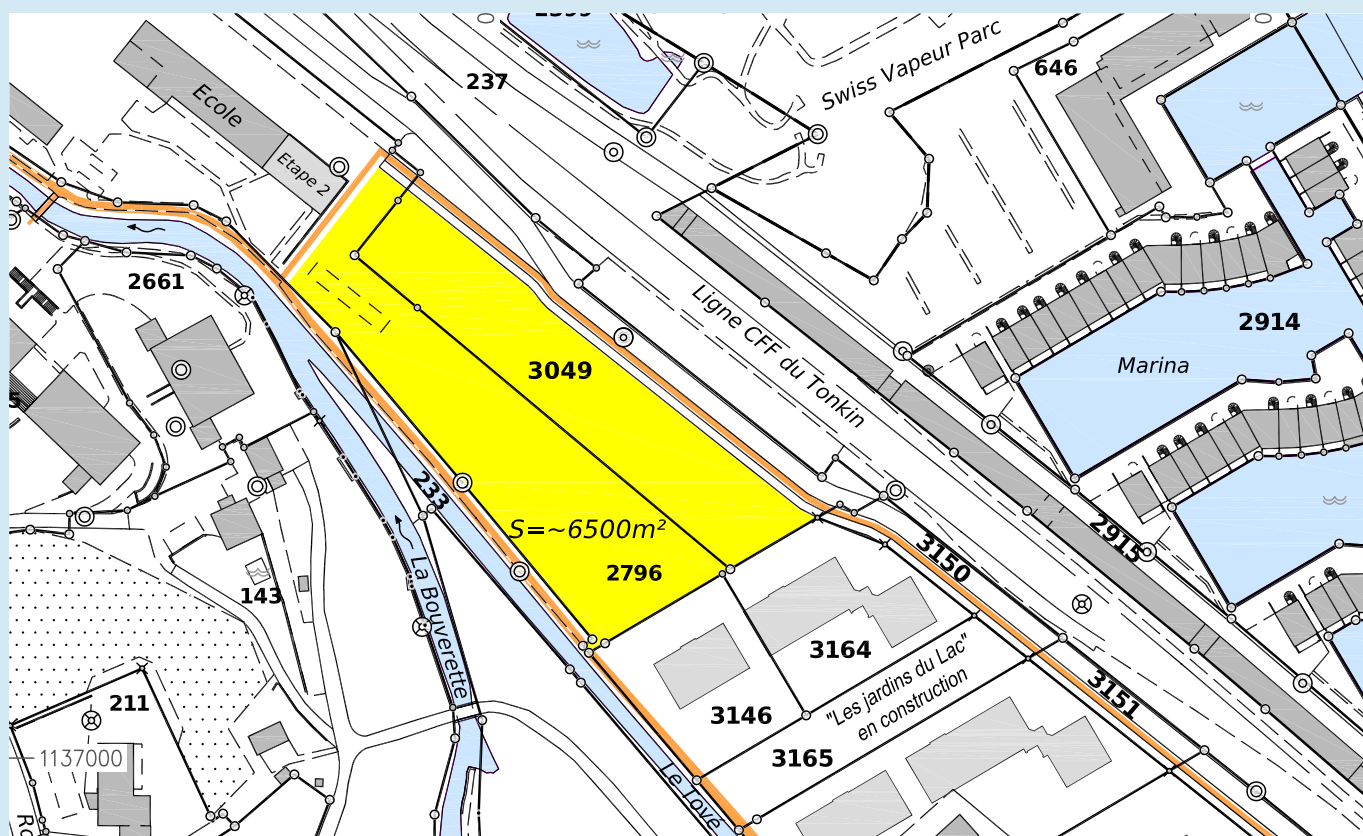 237
Swiss Vapeur Parc
646
Ecole
Etape 2
2661
Ligne CFF du Tonkin
2914
Marina
3049
233
S=~6500m²
2796
2915
3150
143
La Bouverette
3164
"Les jardins du Lac"
en construction
3151
211
3146
3165
1137000
Le Tove